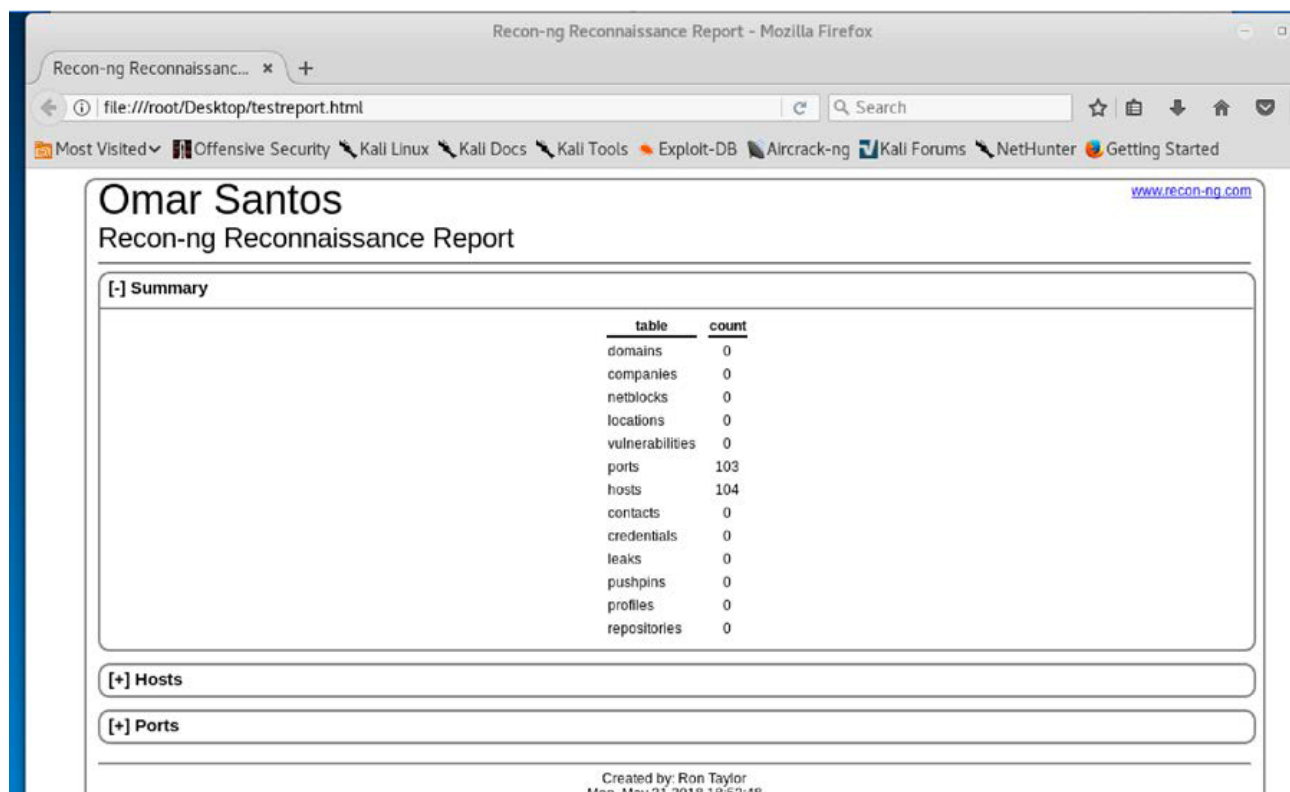 Recon-ng Reconnaissance Report - Mozilla Firefox
Recon-ng Reconnaissanc... × +
file:///root/Desktop/testreport.html Search
Most Visited Offensive Security Kali Linux Kali Docs Kali Tools Exploit-DB Aircrack-ng Kali Forums NetHunter Getting Started
Omar Santos www.recon-ng.com
Recon-ng Reconnaissance Report
[-] Summary
table count
domains 0
companies 0
netblocks 0
locations 0
vulnerabilities 0
ports 103
hosts 104
contacts 0
credentials 0
leaks 0
pushpins 0
profiles 0
repositories 0
[+] Hosts
[+] Ports
Created by: Ron Taylor
Mon, May 21 2018